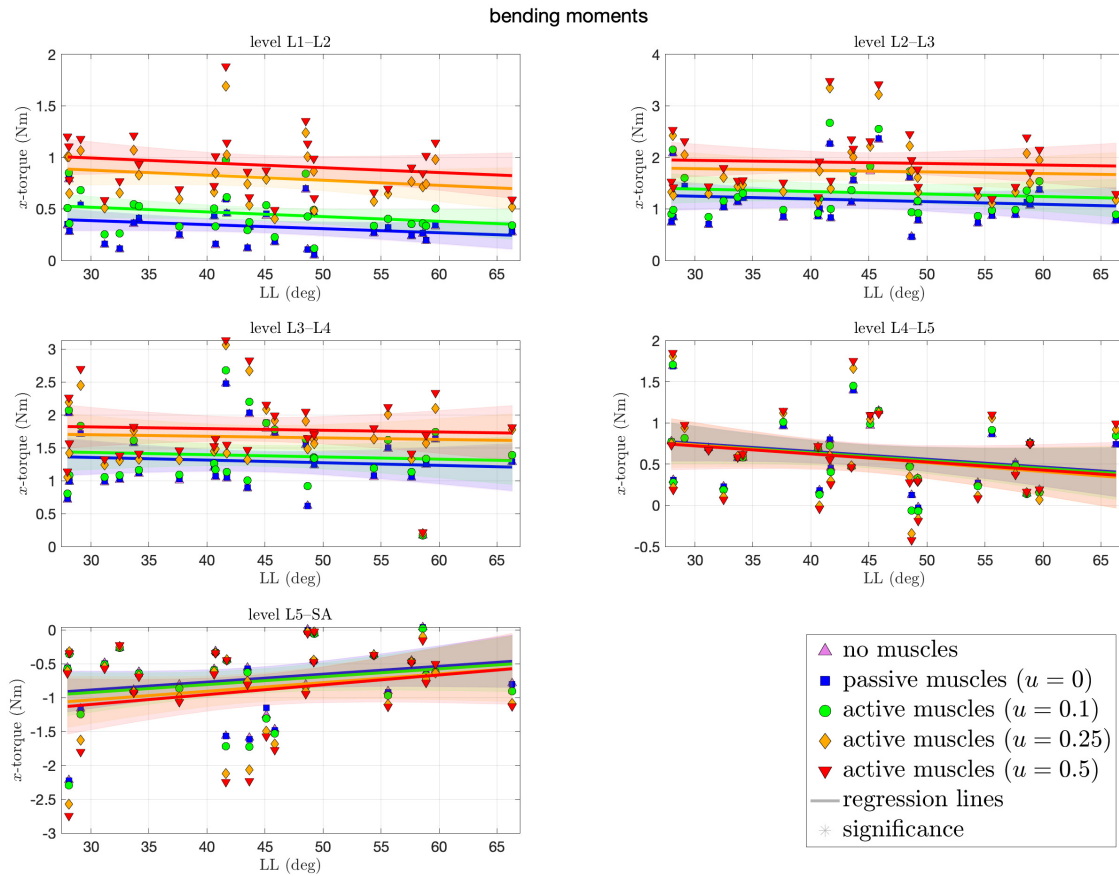 bending moments
level L1–L2
x-torque (Nm)
2
1.5
1
0.5
0
30 35 40 45 50 55 60 65
LL (deg)
level L2–L3
x-torque (Nm)
4
3
2
1
0
30 35 40 45 50 55 60 65
LL (deg)
level L3–L4
x-torque (Nm)
3
2.5
2
1.5
1
0.5
0
30 35 40 45 50 55 60 65
LL (deg)
level L4–L5
x-torque (Nm)
2
1.5
1
0.5
0
-0.5
30 35 40 45 50 55 60 65
LL (deg)
level L5–SA
x-torque (Nm)
0
-0.5
-1
-1.5
-2
-2.5
-3
30 35 40 45 50 55 60 65
LL (deg)
no muscles
passive muscles (u = 0)
active muscles (u = 0.1)
active muscles (u = 0.25)
active muscles (u = 0.5)
regression lines
significance